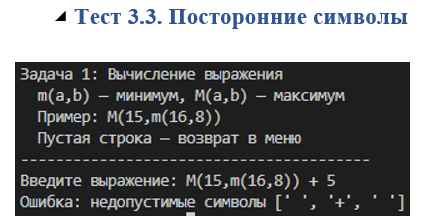 Тест 3.3. Посторонние символы
Задача 1: Вычисление выражения
m(a,b) — минимум, M(a,b) — максимум
Пример: M(15,m(16,8))
Пустая строка — возврат в меню
----------------------------------------
Введите выражение: M(15,m(16,8)) + 5
Ошибка: недопустимые символы [' ', '+', ' ']